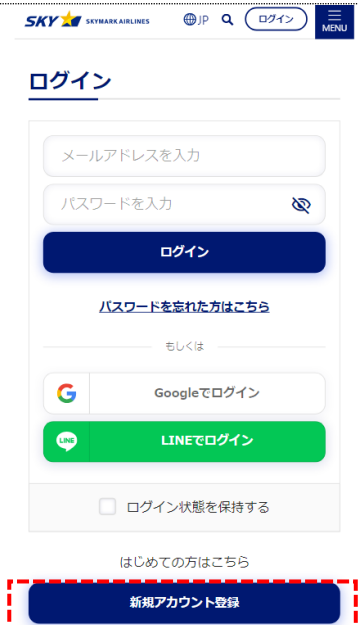 SKY SKYMARK AIRLINES JP ログイン MENU
ログイン
メールアドレスを入力
パスワードを入力
ログイン
パスワードを忘れた方はこちら
もしくは
G Googleでログイン
LINE LINEでログイン
ログイン状態を保持する
はじめての方はこちら
新規アカウント登録